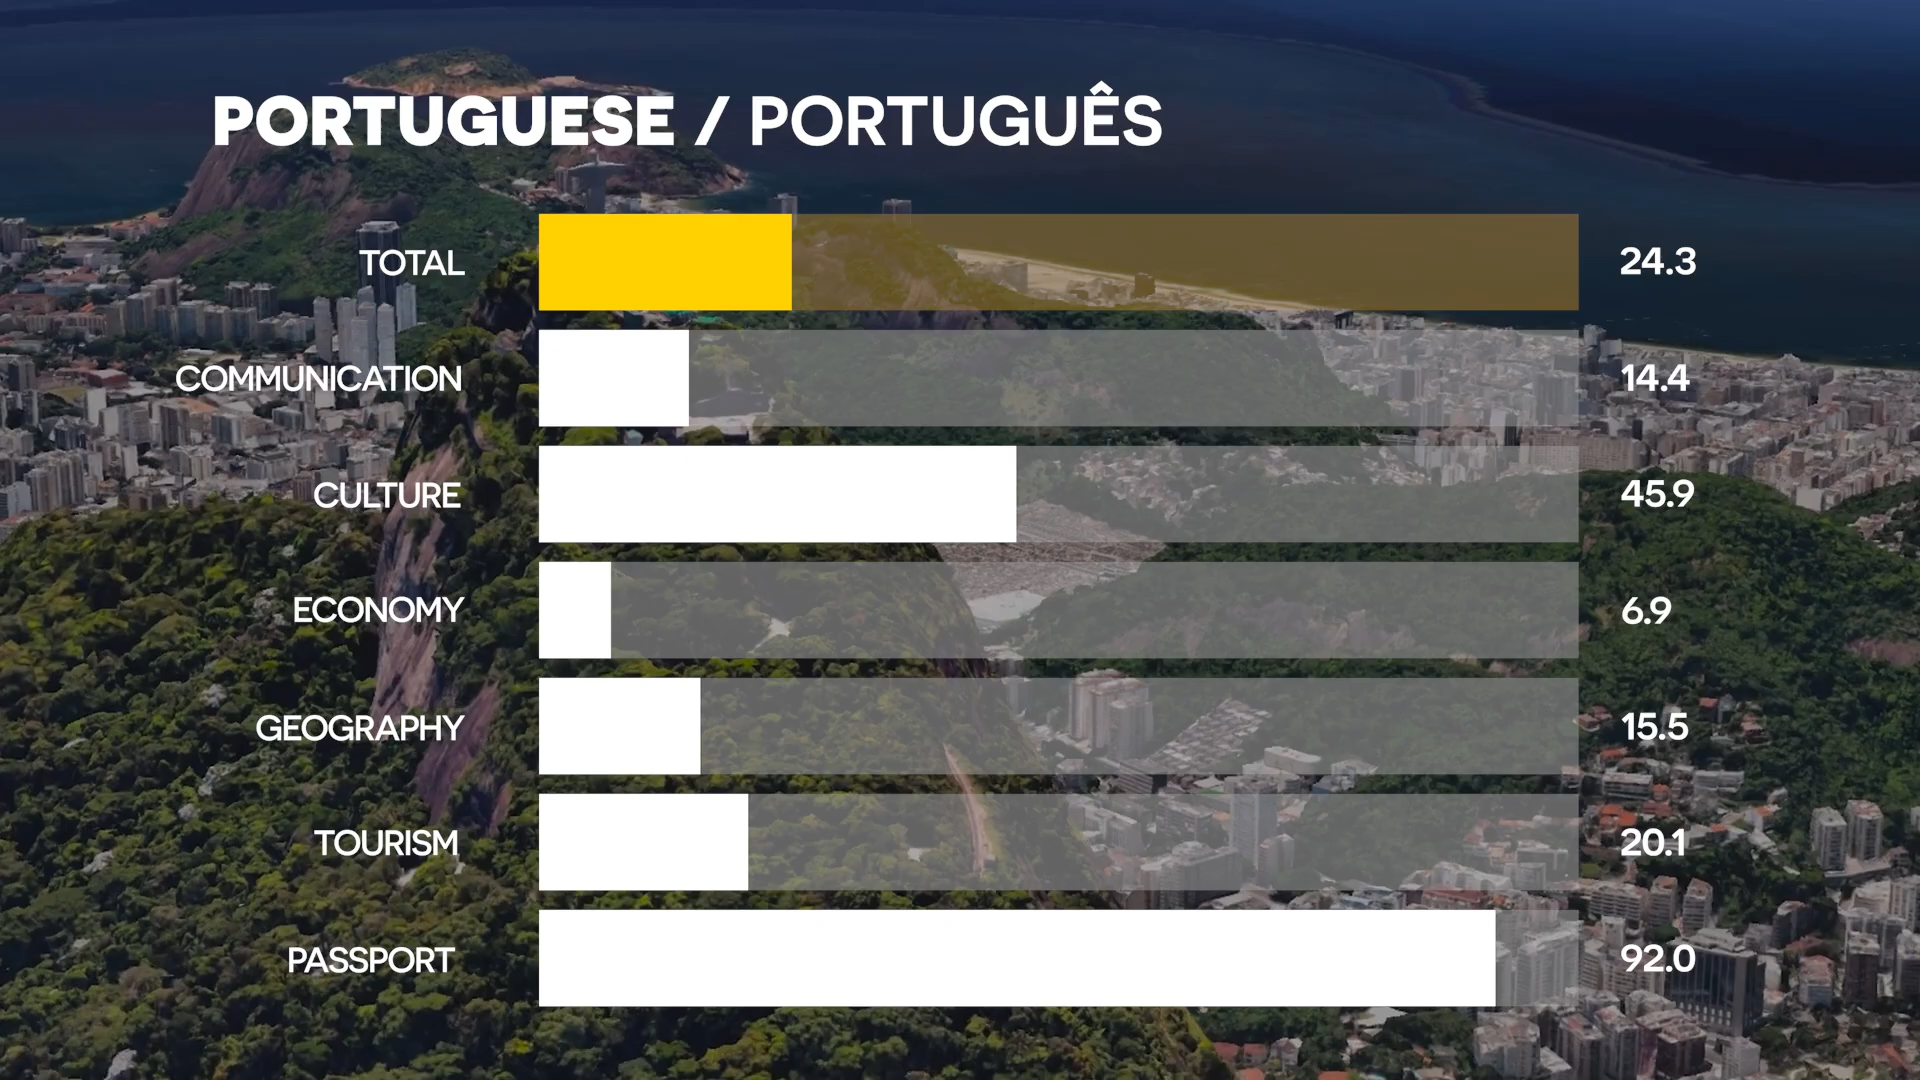 PORTUGUESE / PORTUGUÊS
TOTAL 24.3
COMMUNICATION 14.4
CULTURE 45.9
ECONOMY 6.9
GEOGRAPHY 15.5
TOURISM 20.1
PASSPORT 92.0